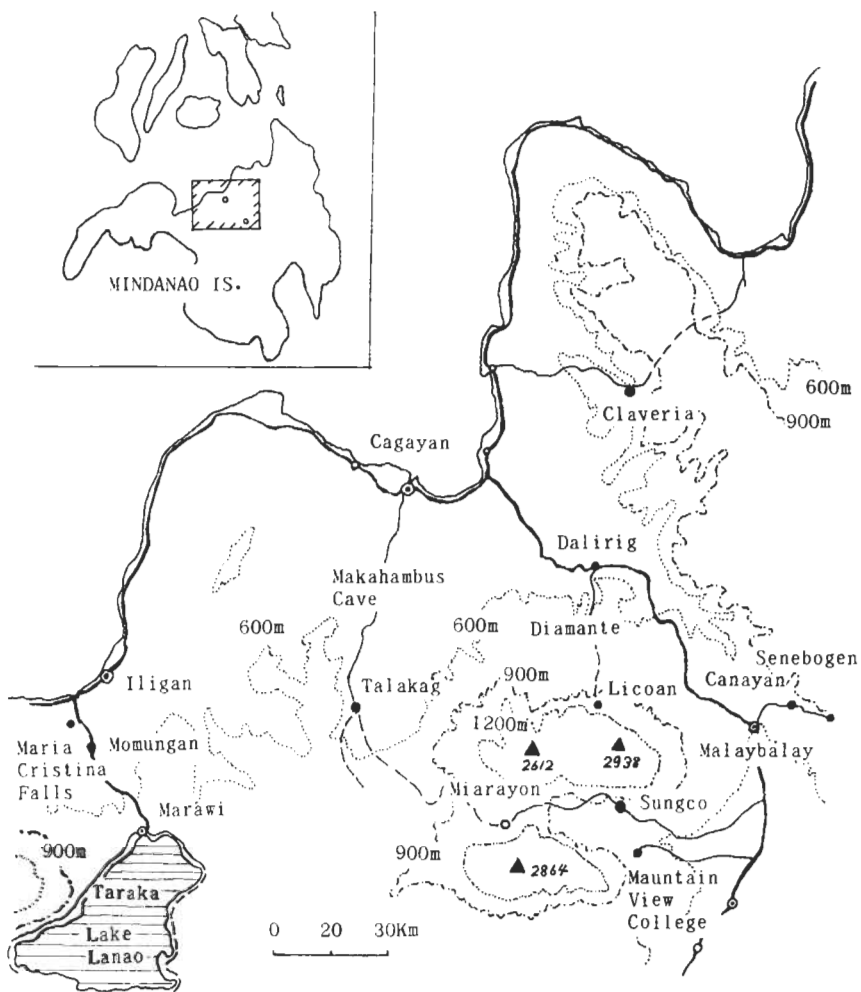 MINDANAO IS.
600m
900m
Claveria
Cagayan
Dalirig
Makahambus
Cave
600m
600m
Diamante
Senebogen
Canayan
900m
Iligan
Talakag
Licoan
1200m
Maria
Cristina
Falls
Momungan
2612
2938
Malaybalay
Miarayon
Sungco
Marawi
900m
900m
2864
Mauntain
View
College
Taraka
Lake
Lanao
0 20 30Km